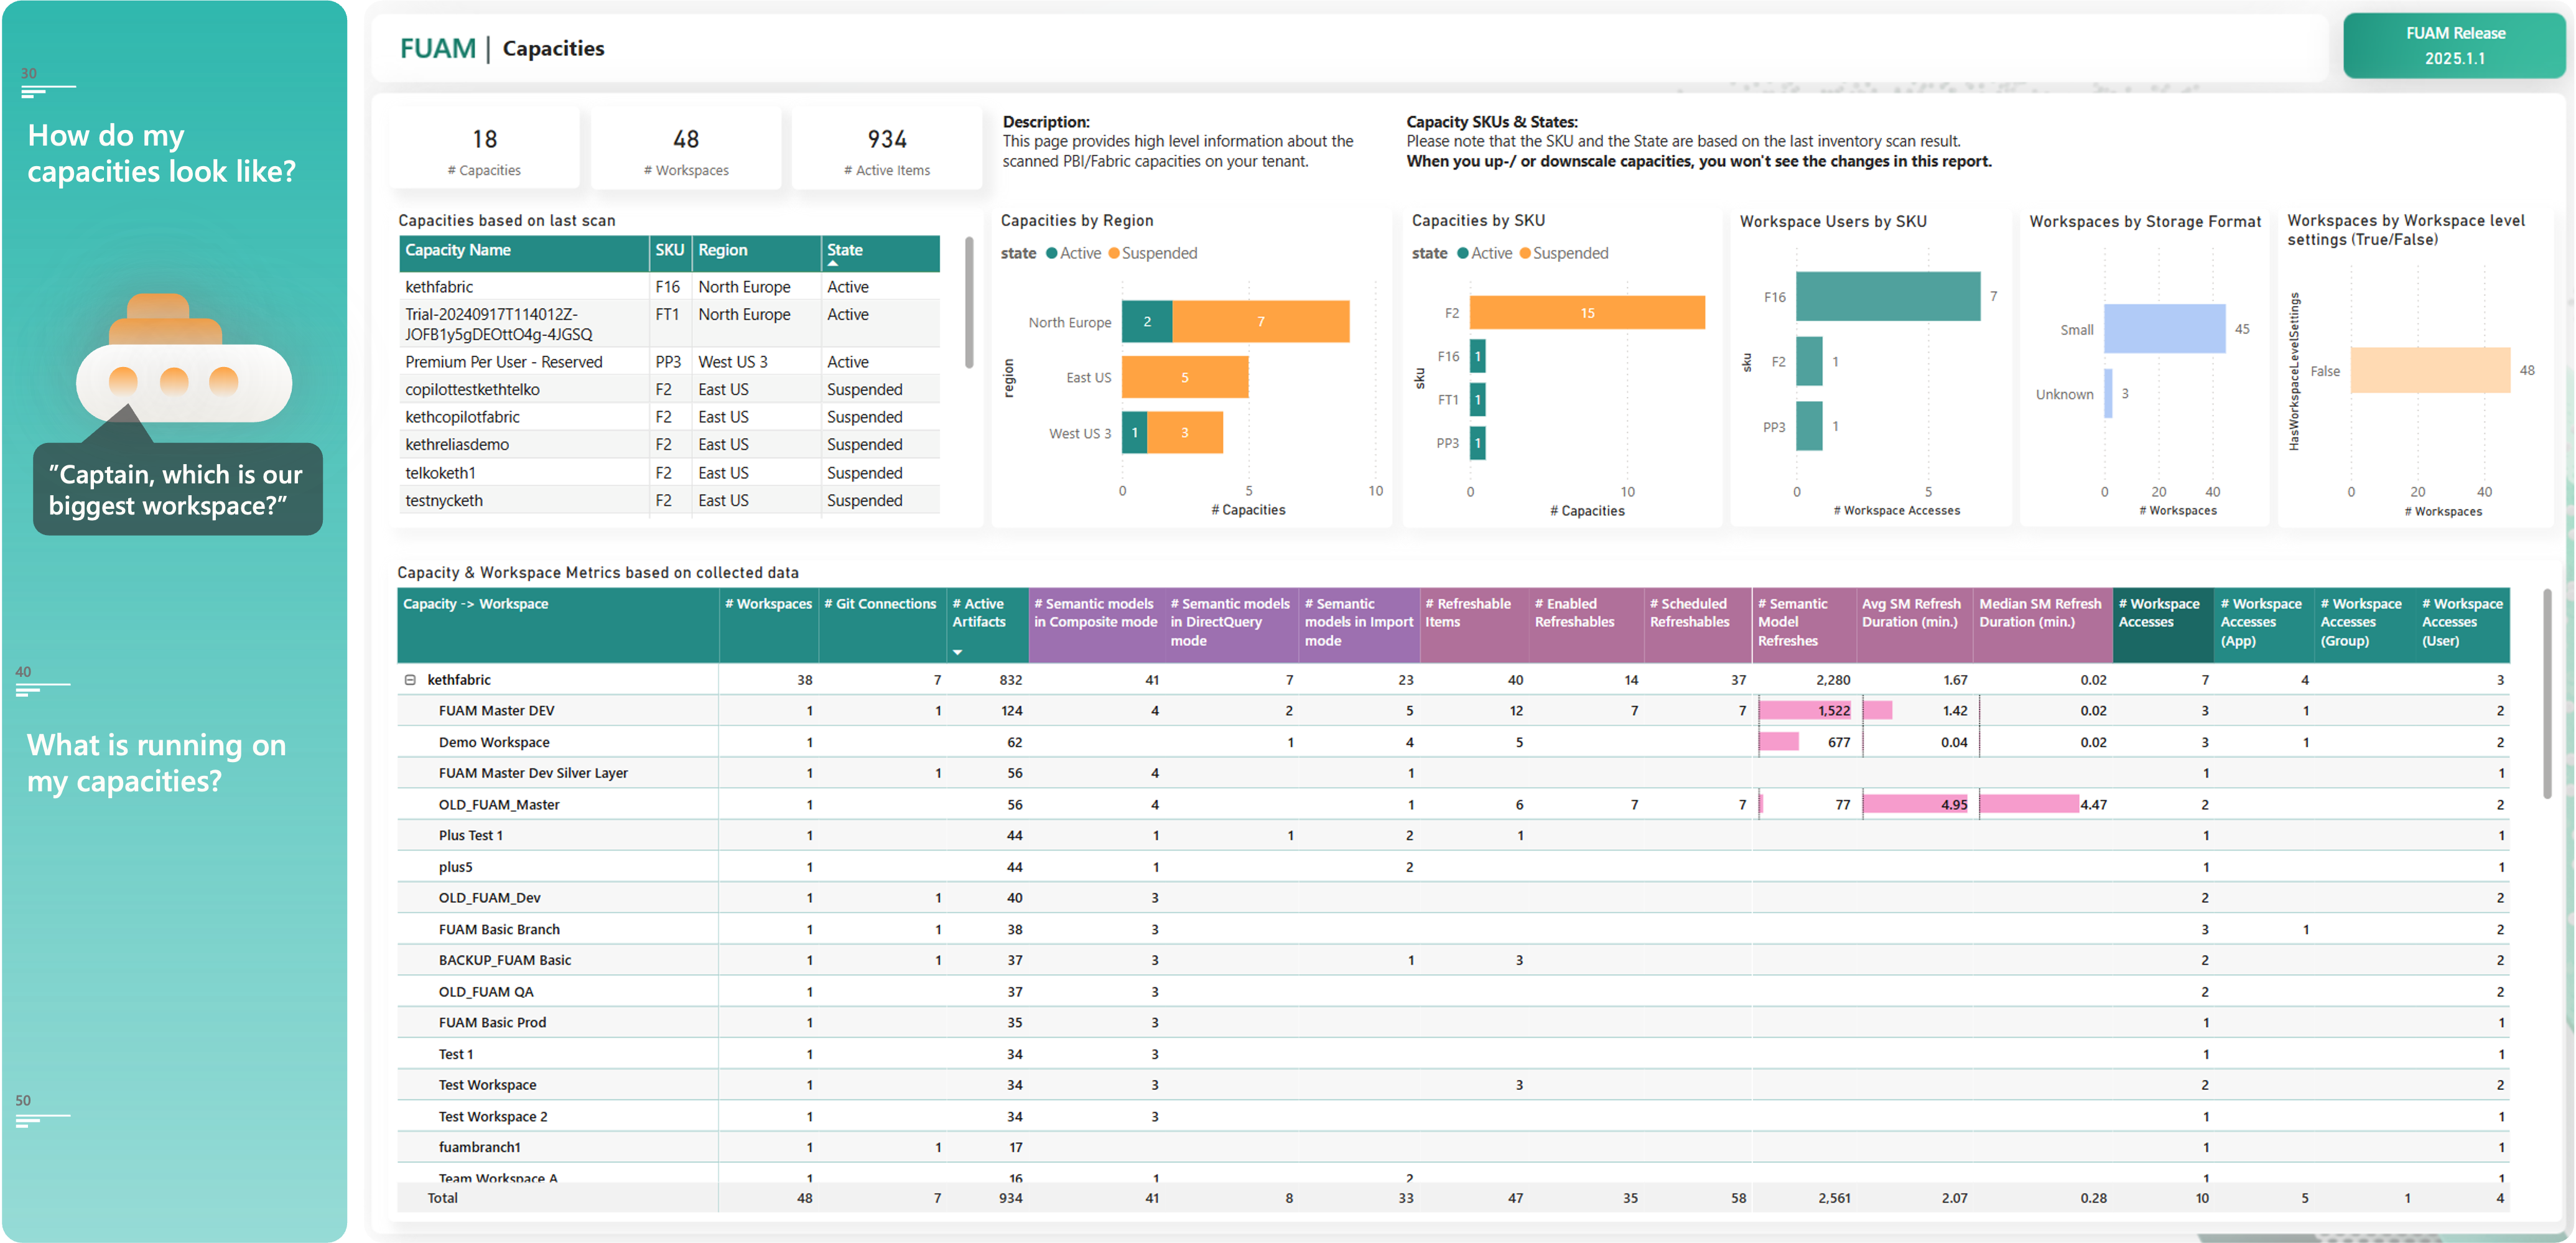 30
How do my
capacities look like?
"Captain, which is our
biggest workspace?"
40
What is running on
my capacities?
50
FUAM | Capacities
FUAM Release
2025.1.1
18
# Capacities
48
# Workspaces
934
# Active Items
Description:
This page provides high level information about the
scanned PBI/Fabric capacities on your tenant.
Capacity SKUs & States:
Please note that the SKU and the State are based on the last inventory scan result.
When you up-/ or downscale capacities, you won't see the changes in this report.
Capacities based on last scan
Capacity Name SKU Region State
kethfabric F16 North Europe Active
Trial-20240917T114012Z-
JOFB1y5gDEOttO4g-4JGSQ FT1 North Europe Active
Premium Per User - Reserved PP3 West US 3 Active
copilottestkethtelko F2 East US Suspended
kethcopilotfabric F2 East US Suspended
kethreliasdemo F2 East US Suspended
telkoketh1 F2 East US Suspended
testnycketh F2 East US Suspended
Capacities by Region
state Active Suspended
region
North Europe 2 7
East US 5
West US 3 1 3
0 5 10
# Capacities
Capacities by SKU
state Active Suspended
sku
F2 15
F16 1
FT1 1
PP3 1
0 10
# Capacities
Workspace Users by SKU
sku
F16 7
F2 1
PP3 1
0 5
# Workspace Accesses
Workspaces by Storage Format
Small 45
Unknown 3
0 20 40
# Workspaces
Workspaces by Workspace level
settings (True/False)
HasWorkspaceLevelSettings
False 48
0 20 40
# Workspaces
Capacity & Workspace Metrics based on collected data
Capacity -> Workspace # Workspaces # Git Connections # Active Artifacts # Semantic models in Composite mode # Semantic models in DirectQuery mode # Semantic models in Import mode # Refreshable Items # Enabled Refreshables # Scheduled Refreshables # Semantic Model Refreshes Avg SM Refresh Duration (min.) Median SM Refresh Duration (min.) # Workspace Accesses # Workspace Accesses (App) # Workspace Accesses (Group) # Workspace Accesses (User)
kethfabric 38 7 832 41 7 23 40 14 37 2,280 1.67 0.02 7 4 3
FUAM Master DEV 1 1 124 4 2 5 12 7 7 1,522 1.42 0.02 3 1 2
Demo Workspace 1 62 1 4 5 677 0.04 0.02 3 1 2
FUAM Master Dev Silver Layer 1 1 56 4 1 1 1
OLD_FUAM_Master 1 56 4 1 6 7 7 77 4.95 4.47 2 2
Plus Test 1 1 44 1 1 2 1 1 1
plus5 1 44 1 2 1 1
OLD_FUAM_Dev 1 1 40 3 2 2
FUAM Basic Branch 1 1 38 3 3 1 2
BACKUP_FUAM Basic 1 1 37 3 1 3 2 2
OLD_FUAM QA 1 37 3 2 2
FUAM Basic Prod 1 35 3 1 1
Test 1 1 34 3 1 1
Test Workspace 1 34 3 3 2 2
Test Workspace 2 1 34 3 1 1
fuambranch1 1 1 17 1 1
Team Workspace A 1 16 1 2 1 1
Total 48 7 934 41 8 33 47 35 58 2,561 2.07 0.28 10 5 1 4